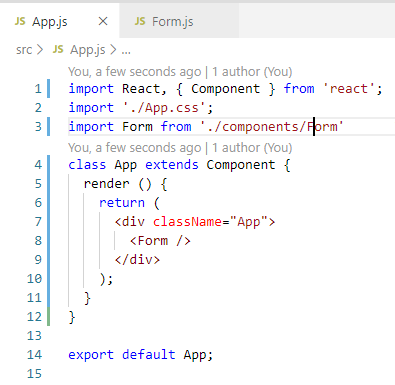 JS App.js × JS Form.js
src > JS App.js > ...
You, a few seconds ago | 1 author (You)
1 import React, { Component } from 'react';
2 import './App.css';
3 import Form from './components/Form'
You, a few seconds ago | 1 author (You)
4 class App extends Component {
5 render () {
6 return (
7 <div className="App">
8 <Form />
9 </div>
10 );
11 }
12 }
13
14 export default App;
15